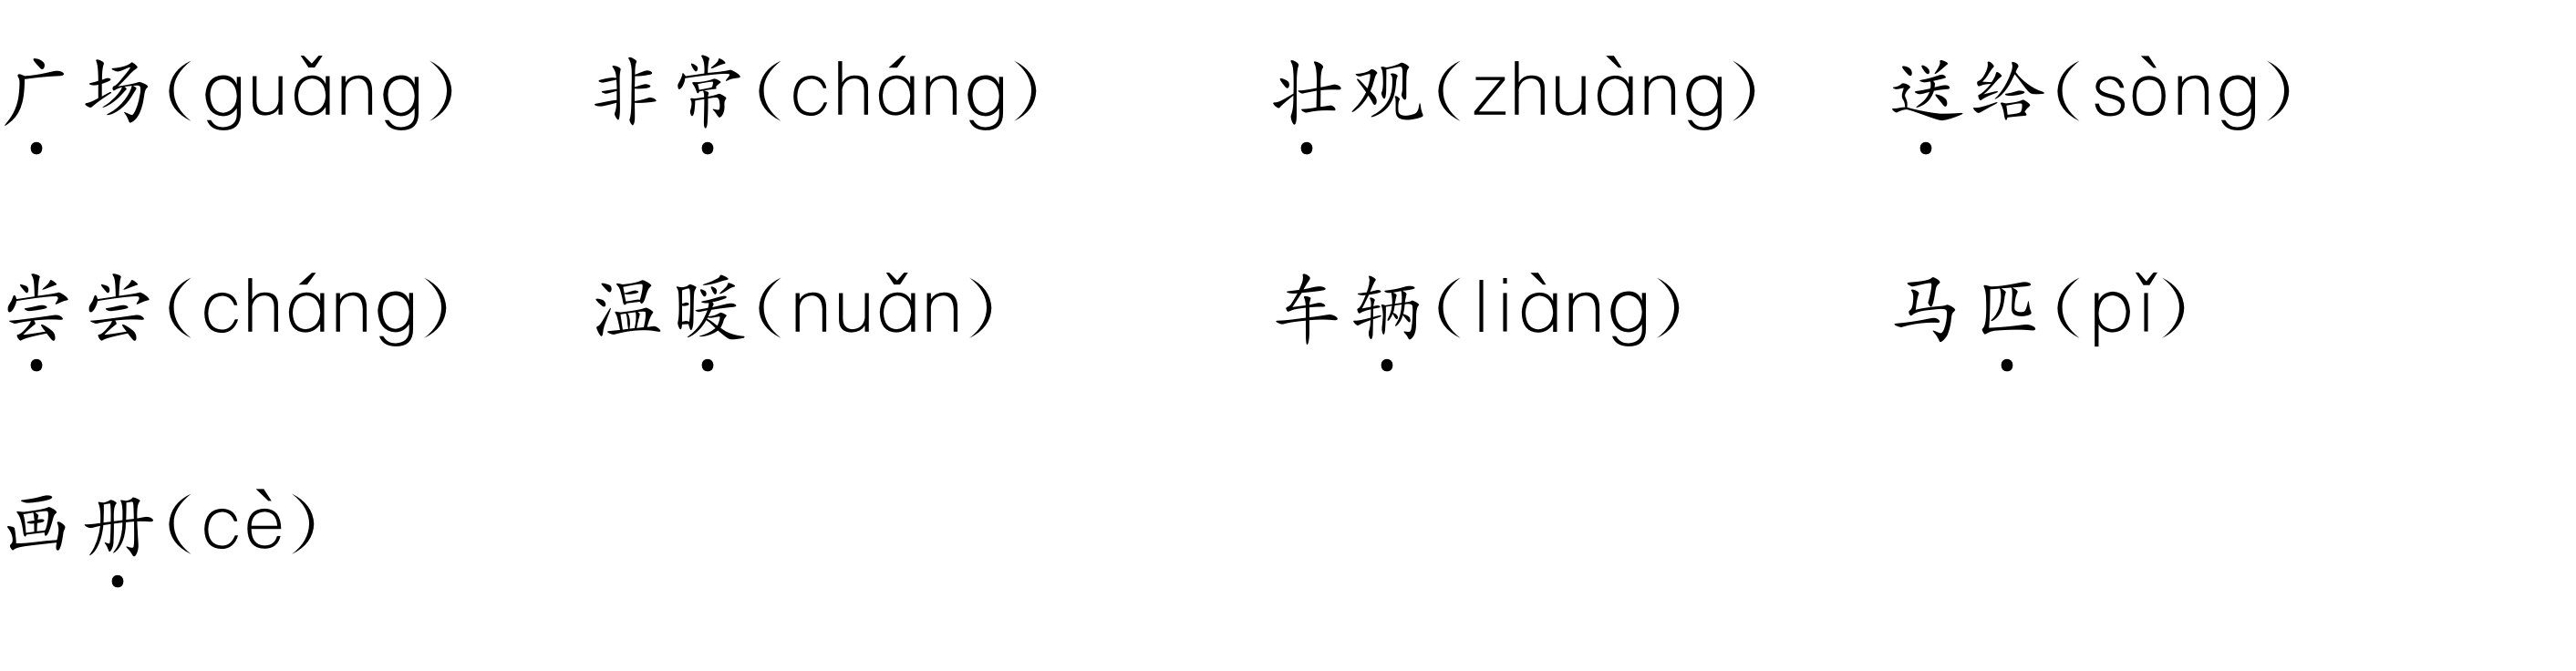 广场(guǎng) 非常(cháng) 壮观(zhuàng) 送给(sòng)
尝尝(cháng) 温暖(nuǎn) 车辆(liàng) 马匹(pǐ)
画册(cè)